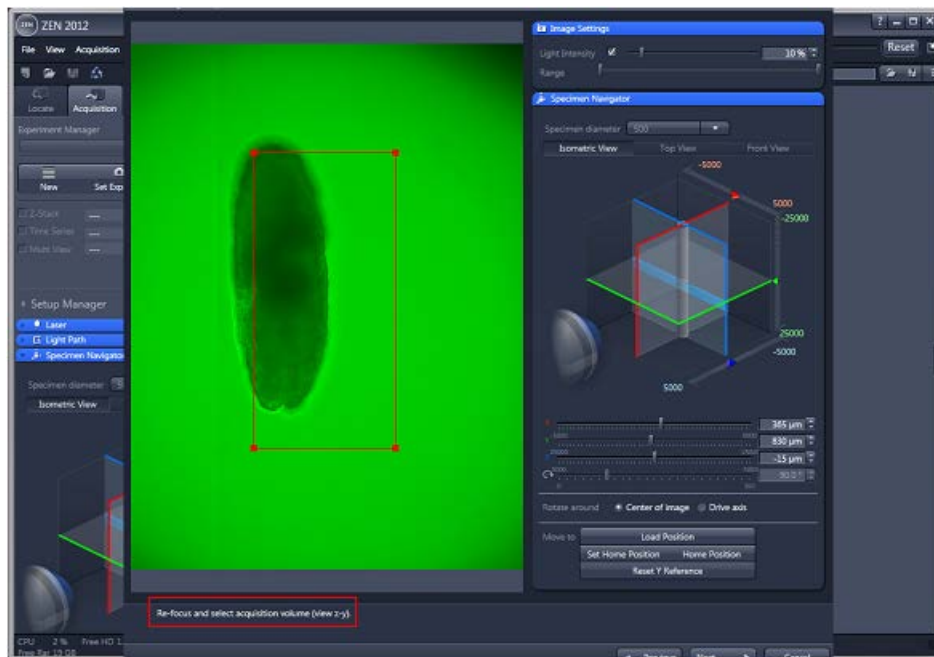 ZEN 2012
File View Acquisition
Reset
Locate Acquisition
Experiment Manager
New Set Exp
Z-Stack
Time Series
Multi View
Setup Manager
Laser
Light Path
Specimen Navigator
Specimen diameter
Isometric View
CPU 2 % Free HD
Image Settings
Light Intensity 10 %
Range
Specimen Navigator
Specimen diameter 500
Isometric View Top View Front View
-5000
5000
-25000
25000
-5000
5000
365 µm
830 µm
-15 µm
Rotate around Center of image Drive axis
Move to Load Position
Set Home Position Home Position
Reset Y Reference
Re-focus and select acquisition volume (view z-y).